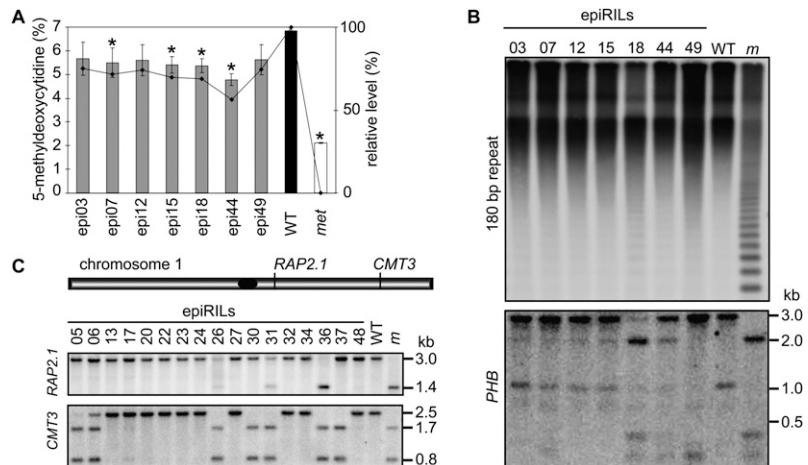 A
5-methyldeoxycytidine (%)
7
6
5
4
3
2
1
0
* * * * *
100
50
0
relative level (%)
epi03 epi07 epi12 epi15 epi18 epi44 epi49 WT met
B
epiRILs
03 07 12 15 18 44 49 WT m
180 bp repeat
kb
3.0
2.0
1.0
0.5
PHB
C
chromosome 1 RAP2.1 CMT3
epiRILs
05 06 13 17 20 22 23 24 26 27 30 31 32 34 36 37 48 WT m
kb
RAP2.1
3.0
1.4
CMT3
2.5
1.7
0.8